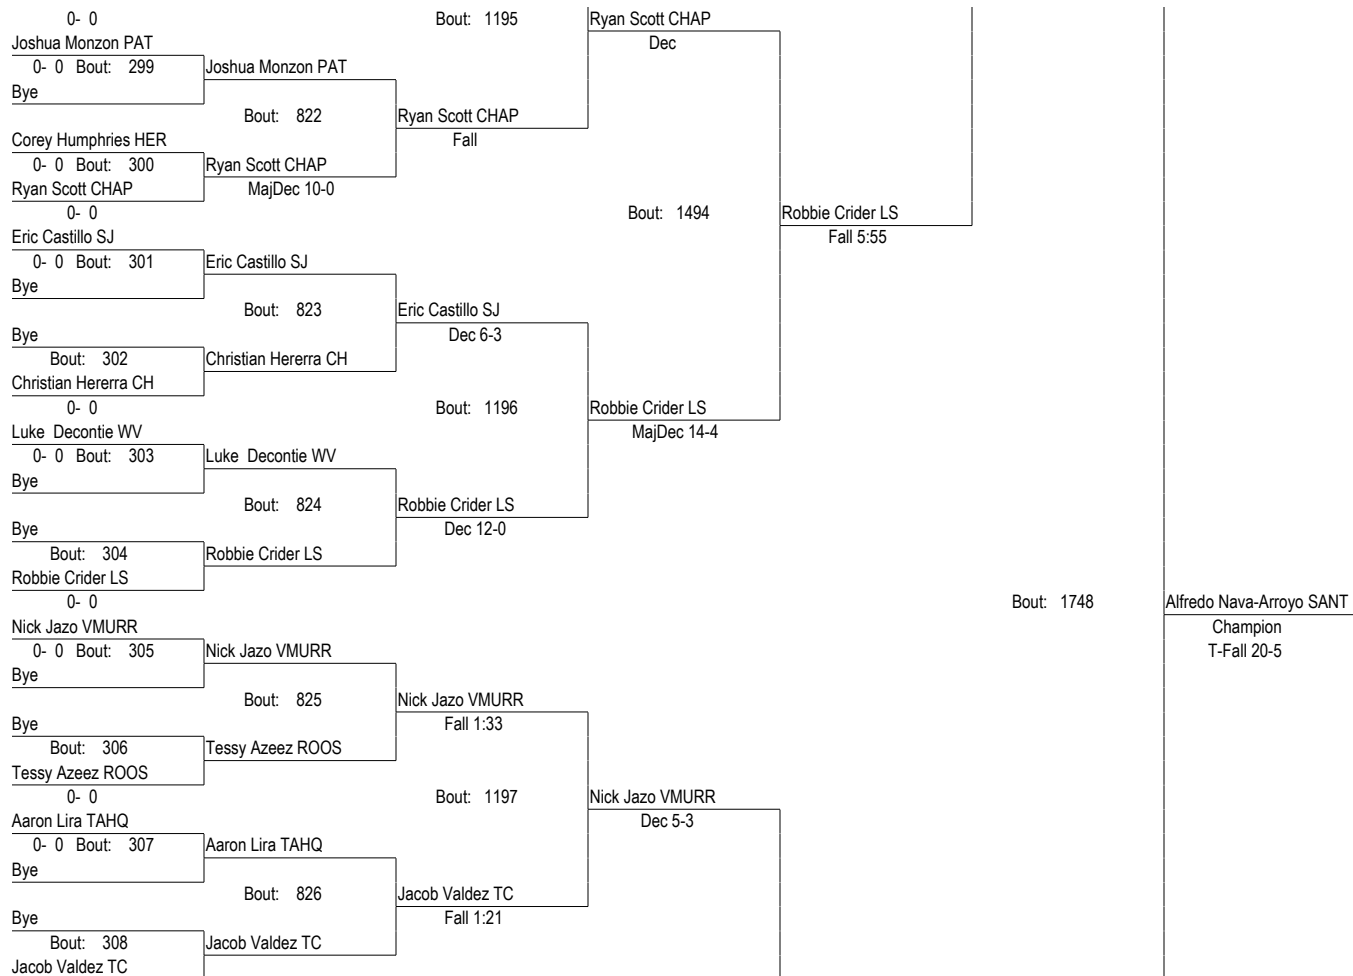 0- 0 Bout: 1195 Ryan Scott CHAP
Joshua Monzon PAT Dec
0- 0 Bout: 299 Joshua Monzon PAT
Bye
Bout: 822 Ryan Scott CHAP
Corey Humphries HER Fall
0- 0 Bout: 300 Ryan Scott CHAP
Ryan Scott CHAP MajDec 10-0
0- 0 Bout: 1494 Robbie Crider LS
Eric Castillo SJ Fall 5:55
0- 0 Bout: 301 Eric Castillo SJ
Bye
Bout: 823 Eric Castillo SJ
Bye Dec 6-3
Bout: 302 Christian Hererra CH
Christian Hererra CH
0- 0 Bout: 1196 Robbie Crider LS
Luke Decontie WV MajDec 14-4
0- 0 Bout: 303 Luke Decontie WV
Bye
Bout: 824 Robbie Crider LS
Bye Dec 12-0
Bout: 304 Robbie Crider LS
Robbie Crider LS
0- 0 Bout: 1748 Alfredo Nava-Arroyo SANT
Nick Jazo VMURR Champion
0- 0 Bout: 305 Nick Jazo VMURR T-Fall 20-5
Bye
Bout: 825 Nick Jazo VMURR
Bye Fall 1:33
Bout: 306 Tessy Azeez ROOS
Tessy Azeez ROOS
0- 0 Bout: 1197 Nick Jazo VMURR
Aaron Lira TAHQ Dec 5-3
0- 0 Bout: 307 Aaron Lira TAHQ
Bye
Bout: 826 Jacob Valdez TC
Bye Fall 1:21
Bout: 308 Jacob Valdez TC
Jacob Valdez TC